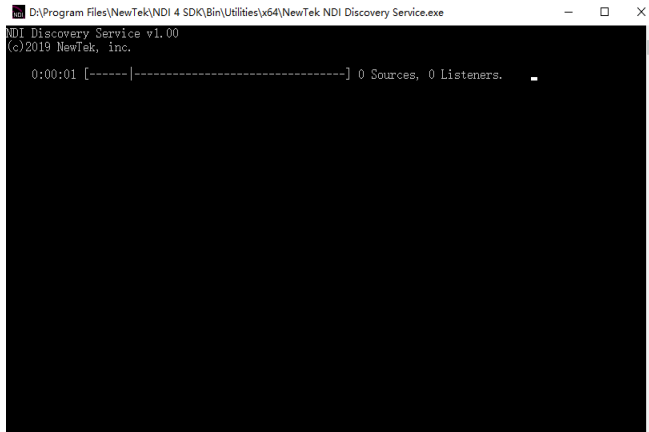 NDI D:\Program Files\NewTek\NDI 4 SDK\Bin\Utilities\x64\NewTek NDI Discovery Service.exe
NDI Discovery Service v1.00
(c)2019 NewTek, inc.
0:00:01 [------|---------------------------------] 0 Sources, 0 Listeners.